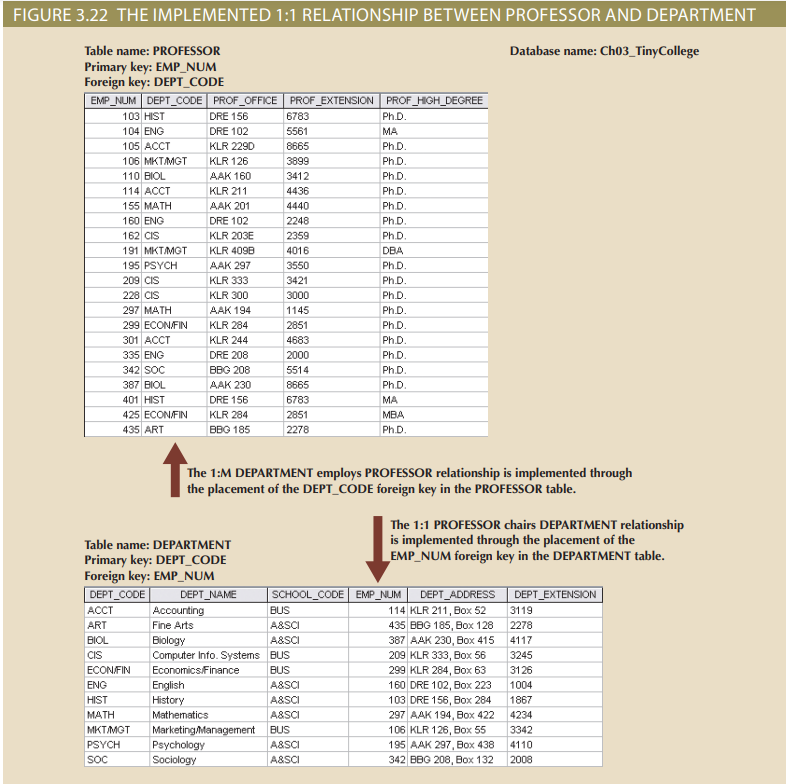 FIGURE 3.22 THE IMPLEMENTED 1:1 RELATIONSHIP BETWEEN PROFESSOR AND DEPARTMENT
Table name: PROFESSOR Database name: Ch03_TinyCollege
Primary key: EMP_NUM
Foreign key: DEPT_CODE
EMP_NUM DEPT_CODE PROF_OFFICE PROF_EXTENSION PROF_HIGH_DEGREE
103 HIST DRE 156 6783 Ph.D.
104 ENG DRE 102 5561 MA
105 ACCT KLR 229D 8665 Ph.D.
106 MKT/MGT KLR 126 3899 Ph.D.
110 BIOL AAK 160 3412 Ph.D.
114 ACCT KLR 211 4436 Ph.D.
155 MATH AAK 201 4440 Ph.D.
160 ENG DRE 102 2248 Ph.D.
162 CIS KLR 203E 2359 Ph.D.
191 MKT/MGT KLR 409B 4016 DBA
195 PSYCH AAK 297 3550 Ph.D.
209 CIS KLR 333 3421 Ph.D.
228 CIS KLR 300 3000 Ph.D.
297 MATH AAK 194 1145 Ph.D.
299 ECON/FIN KLR 284 2851 Ph.D.
301 ACCT KLR 244 4683 Ph.D.
335 ENG DRE 208 2000 Ph.D.
342 SOC BBG 208 5514 Ph.D.
387 BIOL AAK 230 8665 Ph.D.
401 HIST DRE 156 6783 MA
425 ECON/FIN KLR 284 2851 MBA
435 ART BBG 185 2278 Ph.D.
The 1:M DEPARTMENT employs PROFESSOR relationship is implemented through
the placement of the DEPT_CODE foreign key in the PROFESSOR table.
The 1:1 PROFESSOR chairs DEPARTMENT relationship
is implemented through the placement of the
EMP_NUM foreign key in the DEPARTMENT table.
Table name: DEPARTMENT
Primary key: DEPT_CODE
Foreign key: EMP_NUM
DEPT_CODE DEPT_NAME SCHOOL_CODE EMP_NUM DEPT_ADDRESS DEPT_EXTENSION
ACCT Accounting BUS 114 KLR 211, Box 52 3119
ART Fine Arts A&SCI 435 BBG 185, Box 128 2278
BIOL Biology A&SCI 387 AAK 230, Box 415 4117
CIS Computer Info. Systems BUS 209 KLR 333, Box 56 3245
ECON/FIN Economics/Finance BUS 299 KLR 284, Box 63 3126
ENG English A&SCI 160 DRE 102, Box 223 1004
HIST History A&SCI 103 DRE 156, Box 284 1867
MATH Mathematics A&SCI 297 AAK 194, Box 422 4234
MKT/MGT Marketing/Management BUS 106 KLR 126, Box 55 3342
PSYCH Psychology A&SCI 195 AAK 297, Box 438 4110
SOC Sociology A&SCI 342 BBG 208, Box 132 2008